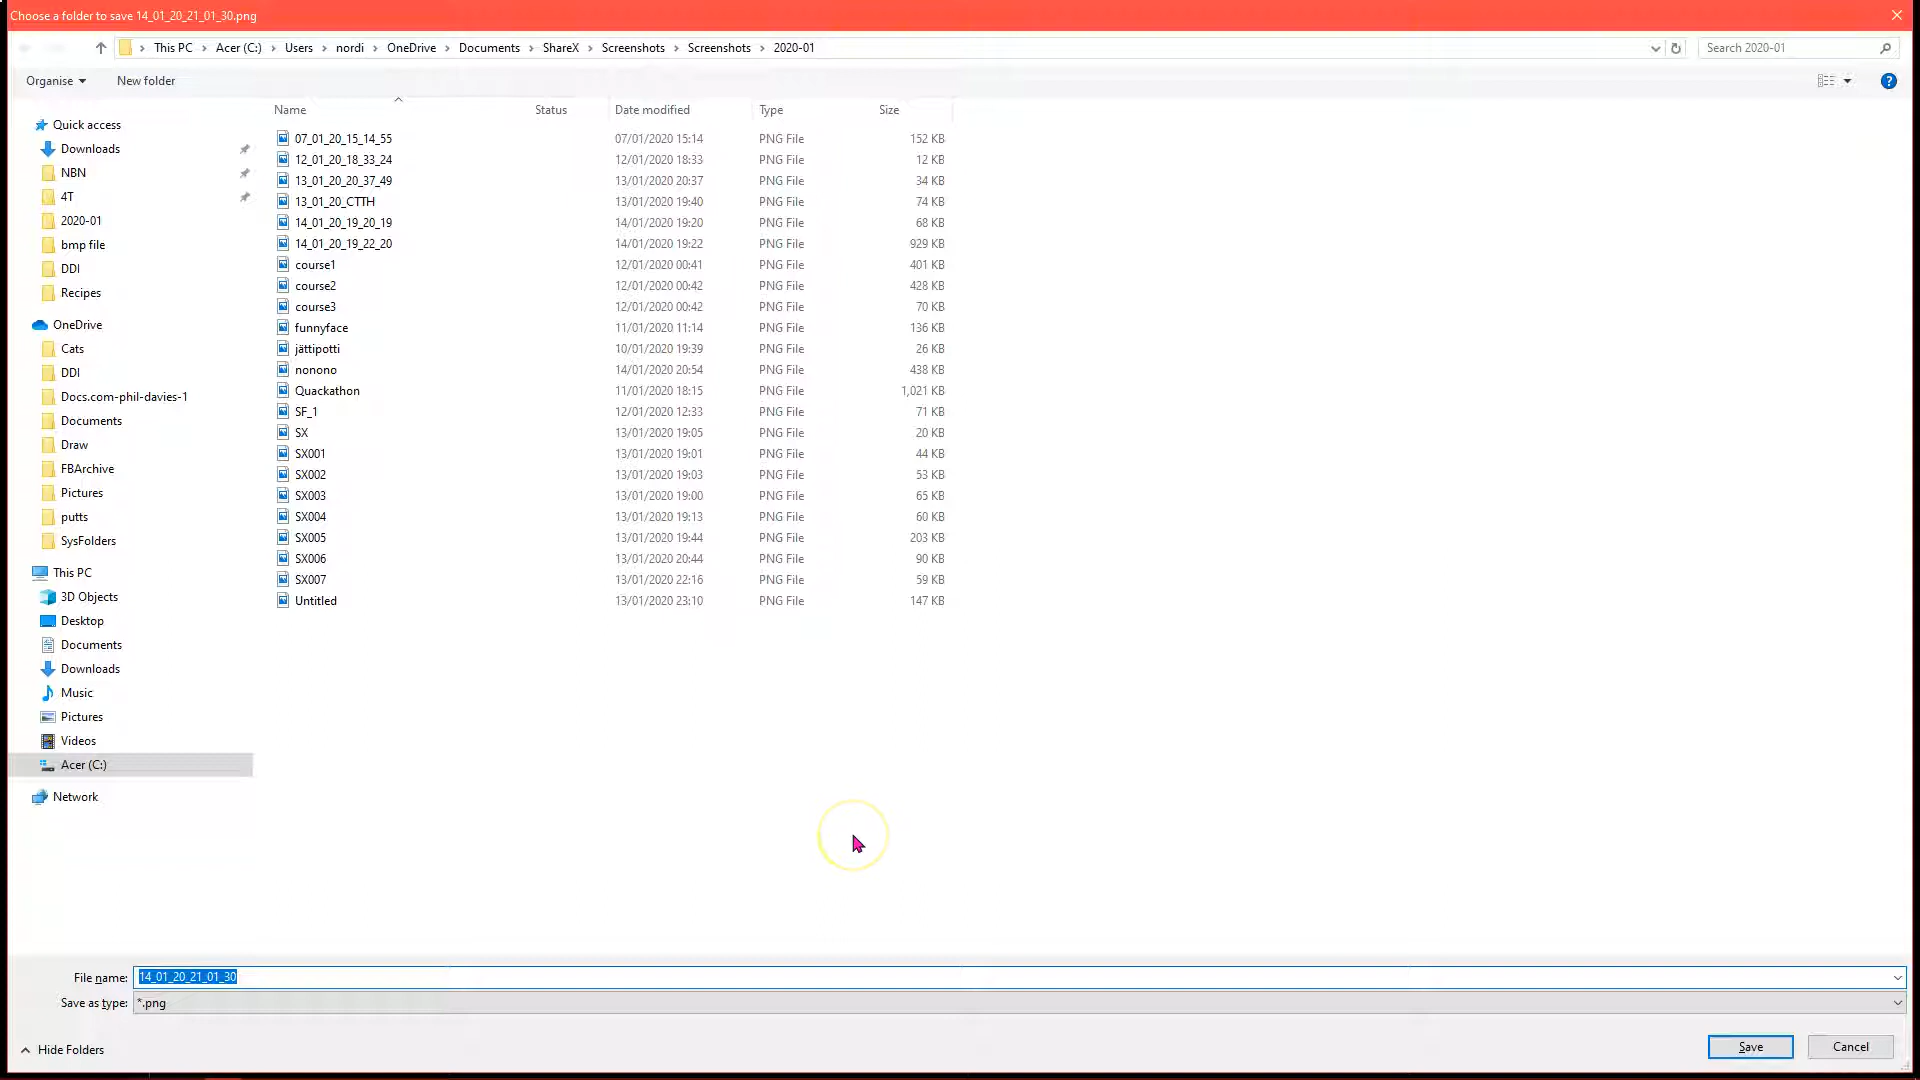 Choose a folder to save 14_01_20_21_01_30.png
This PC > Acer (C:) > Users > nordi > OneDrive > Documents > ShareX > Screenshots > Screenshots > 2020-01
Search 2020-01
Organise
New folder
Name Status Date modified Type Size
Quick access
Downloads
NBN
4T
2020-01
bmp file
DDI
Recipes
OneDrive
Cats
DDI
Docs.com-phil-davies-1
Documents
Draw
FBArchive
Pictures
putts
SysFolders
This PC
3D Objects
Desktop
Documents
Downloads
Music
Pictures
Videos
Acer (C:)
Network
07_01_20_15_14_55 07/01/2020 15:14 PNG File 152 KB
12_01_20_18_33_24 12/01/2020 18:33 PNG File 12 KB
13_01_20_20_37_49 13/01/2020 20:37 PNG File 34 KB
13_01_20_CTTH 13/01/2020 19:40 PNG File 74 KB
14_01_20_19_20_19 14/01/2020 19:20 PNG File 68 KB
14_01_20_19_22_20 14/01/2020 19:22 PNG File 929 KB
course1 12/01/2020 00:41 PNG File 401 KB
course2 12/01/2020 00:42 PNG File 428 KB
course3 12/01/2020 00:42 PNG File 70 KB
funnyface 11/01/2020 11:14 PNG File 136 KB
jättipotti 10/01/2020 19:39 PNG File 26 KB
nonono 14/01/2020 20:54 PNG File 438 KB
Quackathon 11/01/2020 18:15 PNG File 1,021 KB
SF_1 12/01/2020 12:33 PNG File 71 KB
SX 13/01/2020 19:05 PNG File 20 KB
SX001 13/01/2020 19:01 PNG File 44 KB
SX002 13/01/2020 19:03 PNG File 53 KB
SX003 13/01/2020 19:00 PNG File 65 KB
SX004 13/01/2020 19:13 PNG File 60 KB
SX005 13/01/2020 19:44 PNG File 203 KB
SX006 13/01/2020 20:44 PNG File 90 KB
SX007 13/01/2020 22:16 PNG File 59 KB
Untitled 13/01/2020 23:10 PNG File 147 KB
File name: 14_01_20_21_01_30
Save as type: *.png
Hide Folders
Save
Cancel